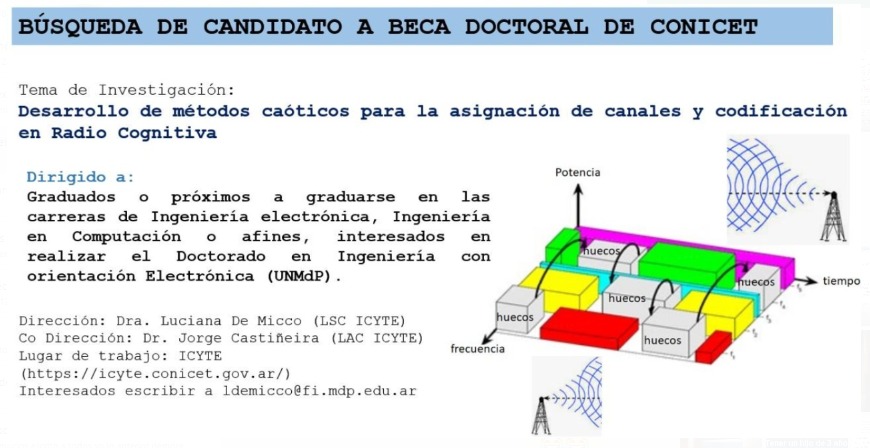 BÚSQUEDA DE CANDIDATO A BECA DOCTORAL DE CONICET
Tema de Investigación:
Desarrollo de métodos caóticos para la asignación de canales y codificación
en Radio Cognitiva
Dirigido a:
Graduados o próximos a graduarse en las
carreras de Ingeniería electrónica, Ingeniería
en Computación o afines, interesados en
realizar el Doctorado en Ingeniería con
orientación Electrónica (UNMdP).
Dirección: Dra. Luciana De Micco (LSC ICYTE)
Co Dirección: Dr. Jorge Castiñeira (LAC ICYTE)
Lugar de trabajo: ICYTE
(https://icyte.conicet.gov.ar/)
Interesados escribir a ldemicco@fi.mdp.edu.ar
Potencia
huecos
huecos
tiempo
huecos
huecos
huecos
frecuencia